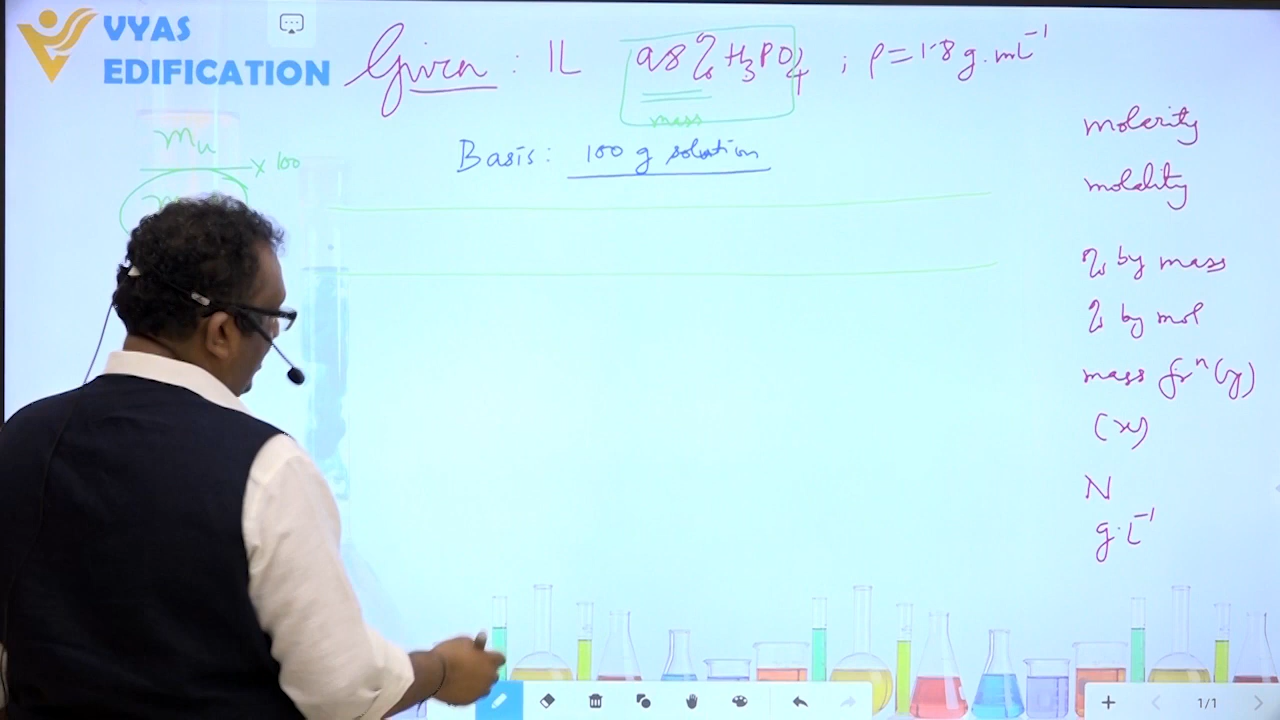 VYAS
EDIFICATION
Given : 1L 98% H₃PO₄ ; ρ = 1.8 g. mL⁻¹
mass
Basis: 100 g solution
mᵤ
× 100
molarity
molality
% by mass
% by mol
mass frⁿ (y)
(x)
N
g. L⁻¹
1/1